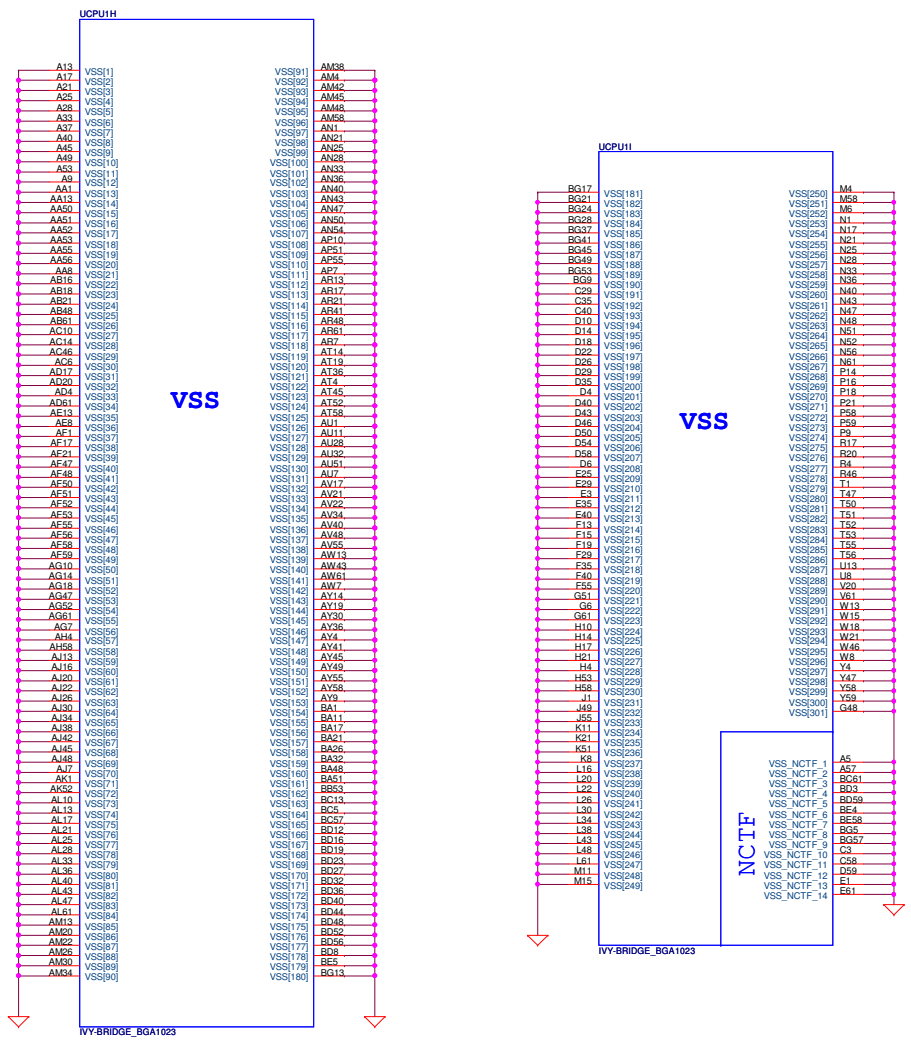 UCPU1H
A13 VSS[1] VSS[91] AM38
A17 VSS[2] VSS[92] AM4
A21 VSS[3] VSS[93] AM42
A25 VSS[4] VSS[94] AM45
A28 VSS[5] VSS[95] AM48
A33 VSS[6] VSS[96] AM58
A37 VSS[7] VSS[97] AN1
A40 VSS[8] VSS[98] AN21
A45 VSS[9] VSS[99] AN25
A49 VSS[10] VSS[100] AN28
A53 VSS[11] VSS[101] AN33
A9 VSS[12] VSS[102] AN36
AA1 VSS[13] VSS[103] AN40
AA13 VSS[14] VSS[104] AN43
AA50 VSS[15] VSS[105] AN47
AA51 VSS[16] VSS[106] AN50
AA52 VSS[17] VSS[107] AN54
AA53 VSS[18] VSS[108] AP10
AA55 VSS[19] VSS[109] AP51
AA56 VSS[20] VSS[110] AP55
AA8 VSS[21] VSS[111] AP7
AB16 VSS[22] VSS[112] AR13
AB18 VSS[23] VSS[113] AR17
AB21 VSS[24] VSS[114] AR21
AB48 VSS[25] VSS[115] AR41
AB61 VSS[26] VSS[116] AR48
AC10 VSS[27] VSS[117] AR61
AC14 VSS[28] VSS[118] AR7
AC46 VSS[29] VSS[119] AT14
AC6 VSS[30] VSS[120] AT19
AD17 VSS[31] VSS[121] AT36
AD20 VSS[32] VSS[122] AT4
AD4 VSS[33] VSS[123] AT45
AD61 VSS[34] VSS[124] AT52
AE13 VSS[35] VSS[125] AT58
AE8 VSS[36] VSS[126] AU1
AF1 VSS[37] VSS[127] AU11
AF17 VSS[38] VSS[128] AU28
AF21 VSS[39] VSS[129] AU32
AF47 VSS[40] VSS[130] AU51
AF48 VSS[41] VSS[131] AU7
AF50 VSS[42] VSS[132] AV17
AF51 VSS[43] VSS[133] AV21
AF52 VSS[44] VSS[134] AV22
AF53 VSS[45] VSS[135] AV34
AF55 VSS[46] VSS[136] AV40
AF56 VSS[47] VSS[137] AV48
AF58 VSS[48] VSS[138] AV55
AF59 VSS[49] VSS[139] AW13
AG10 VSS[50] VSS[140] AW43
AG14 VSS[51] VSS[141] AW61
AG18 VSS[52] VSS[142] AW7
AG47 VSS[53] VSS[143] AY14
AG52 VSS[54] VSS[144] AY19
AG61 VSS[55] VSS[145] AY30
AG7 VSS[56] VSS[146] AY36
AH4 VSS[57] VSS[147] AY4
AH58 VSS[58] VSS[148] AY41
AJ13 VSS[59] VSS[149] AY45
AJ16 VSS[60] VSS[150] AY49
AJ20 VSS[61] VSS[151] AY55
AJ22 VSS[62] VSS[152] AY58
AJ26 VSS[63] VSS[153] AY9
AJ30 VSS[64] VSS[154] BA1
AJ34 VSS[65] VSS[155] BA11
AJ38 VSS[66] VSS[156] BA17
AJ42 VSS[67] VSS[157] BA21
AJ45 VSS[68] VSS[158] BA26
AJ48 VSS[69] VSS[159] BA32
AJ7 VSS[70] VSS[160] BA48
AK1 VSS[71] VSS[161] BA51
AK52 VSS[72] VSS[162] BB53
AL10 VSS[73] VSS[163] BC13
AL13 VSS[74] VSS[164] BC5
AL17 VSS[75] VSS[165] BC57
AL21 VSS[76] VSS[166] BD12
AL25 VSS[77] VSS[167] BD16
AL28 VSS[78] VSS[168] BD19
AL33 VSS[79] VSS[169] BD23
AL36 VSS[80] VSS[170] BD27
AL40 VSS[81] VSS[171] BD32
AL43 VSS[82] VSS[172] BD36
AL47 VSS[83] VSS[173] BD40
AL61 VSS[84] VSS[174] BD44
AM13 VSS[85] VSS[175] BD48
AM20 VSS[86] VSS[176] BD52
AM22 VSS[87] VSS[177] BD56
AM26 VSS[88] VSS[178] BD8
AM30 VSS[89] VSS[179] BE5
AM34 VSS[90] VSS[180] BG13
VSS
IVY-BRIDGE_BGA1023
UCPU1I
BG17 VSS[181] VSS[250] M4
BG21 VSS[182] VSS[251] M58
BG24 VSS[183] VSS[252] M6
BG28 VSS[184] VSS[253] N1
BG37 VSS[185] VSS[254] N17
BG41 VSS[186] VSS[255] N21
BG45 VSS[187] VSS[256] N25
BG49 VSS[188] VSS[257] N28
BG53 VSS[189] VSS[258] N33
BG9 VSS[190] VSS[259] N36
C29 VSS[191] VSS[260] N40
C35 VSS[192] VSS[261] N43
C40 VSS[193] VSS[262] N47
D10 VSS[194] VSS[263] N48
D14 VSS[195] VSS[264] N51
D18 VSS[196] VSS[265] N52
D22 VSS[197] VSS[266] N56
D26 VSS[198] VSS[267] N61
D29 VSS[199] VSS[268] P14
D35 VSS[200] VSS[269] P16
D4 VSS[201] VSS[270] P18
D40 VSS[202] VSS[271] P21
D43 VSS[203] VSS[272] P58
D46 VSS[204] VSS[273] P59
D50 VSS[205] VSS[274] P9
D54 VSS[206] VSS[275] R17
D58 VSS[207] VSS[276] R20
D6 VSS[208] VSS[277] R4
E25 VSS[209] VSS[278] R46
E29 VSS[210] VSS[279] T1
E3 VSS[211] VSS[280] T47
E35 VSS[212] VSS[281] T50
E40 VSS[213] VSS[282] T51
F13 VSS[214] VSS[283] T52
F15 VSS[215] VSS[284] T53
F19 VSS[216] VSS[285] T55
F29 VSS[217] VSS[286] T56
F35 VSS[218] VSS[287] U13
F40 VSS[219] VSS[288] U8
F55 VSS[220] VSS[289] V20
G51 VSS[221] VSS[290] V61
G6 VSS[222] VSS[291] W13
G61 VSS[223] VSS[292] W15
H10 VSS[224] VSS[293] W18
H14 VSS[225] VSS[294] W21
H17 VSS[226] VSS[295] W46
H21 VSS[227] VSS[296] W8
H4 VSS[228] VSS[297] Y4
H53 VSS[229] VSS[298] Y47
H58 VSS[230] VSS[299] Y58
J1 VSS[231] VSS[300] Y59
J49 VSS[232] VSS[301] G48
J55 VSS[233]
K11 VSS[234]
K21 VSS[235]
K51 VSS[236]
K8 VSS[237] VSS_NCTF_1 A5
L16 VSS[238] VSS_NCTF_2 A57
L20 VSS[239] VSS_NCTF_3 BC61
L22 VSS[240] VSS_NCTF_4 BD3
L26 VSS[241] VSS_NCTF_5 BD59
L30 VSS[242] VSS_NCTF_6 BE4
L34 VSS[243] VSS_NCTF_7 BE58
L38 VSS[244] VSS_NCTF_8 BG5
L43 VSS[245] VSS_NCTF_9 BG57
L48 VSS[246] VSS_NCTF_10 C3
L61 VSS[247] VSS_NCTF_11 C58
M11 VSS[248] VSS_NCTF_12 D59
M15 VSS[249] VSS_NCTF_13 E1
VSS_NCTF_14 E61
VSS
NCTF
IVY-BRIDGE_BGA1023